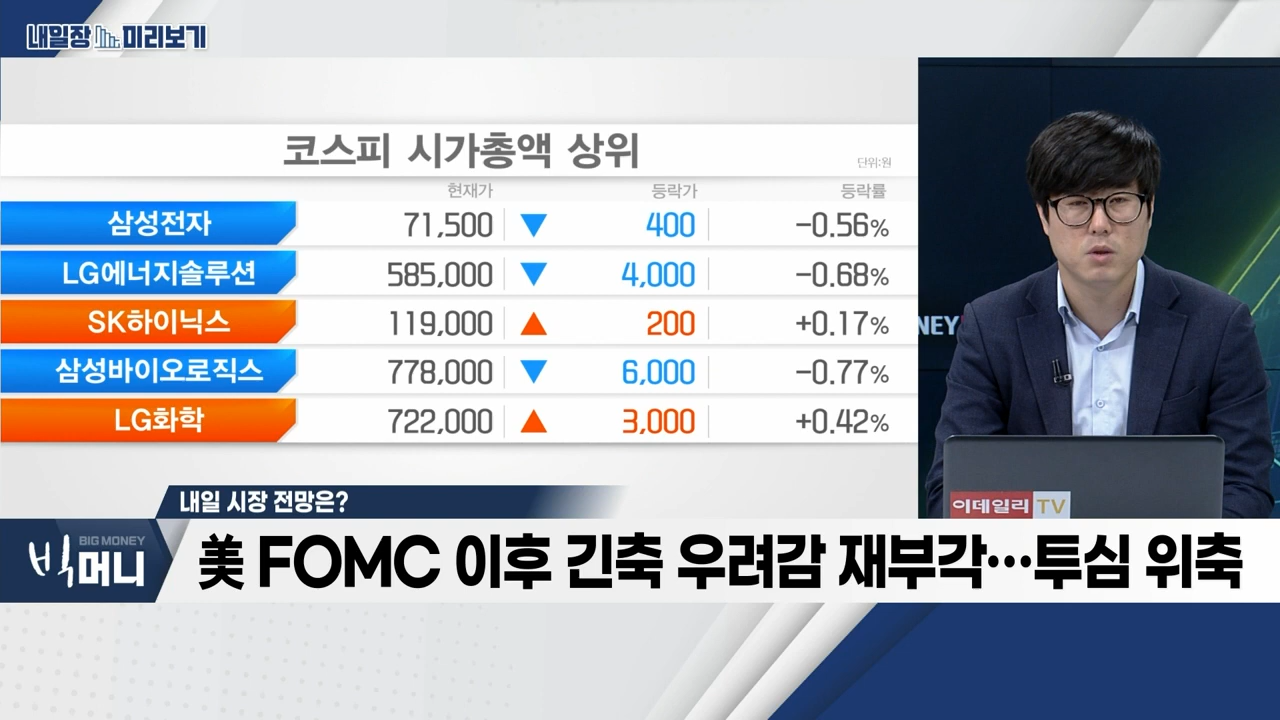 내일장 미리보기
코스피 시가총액 상위
단위:원
현재가 등락가 등락률
삼성전자 71,500 ▼ 400 -0.56%
LG에너지솔루션 585,000 ▼ 4,000 -0.68%
SK하이닉스 119,000 ▲ 200 +0.17%
삼성바이오로직스 778,000 ▼ 6,000 -0.77%
LG화학 722,000 ▲ 3,000 +0.42%
NEY
이데일리 TV
내일 시장 전망은?
BIG MONEY
빅머니
美 FOMC 이후 긴축 우려감 재부각…투심 위축